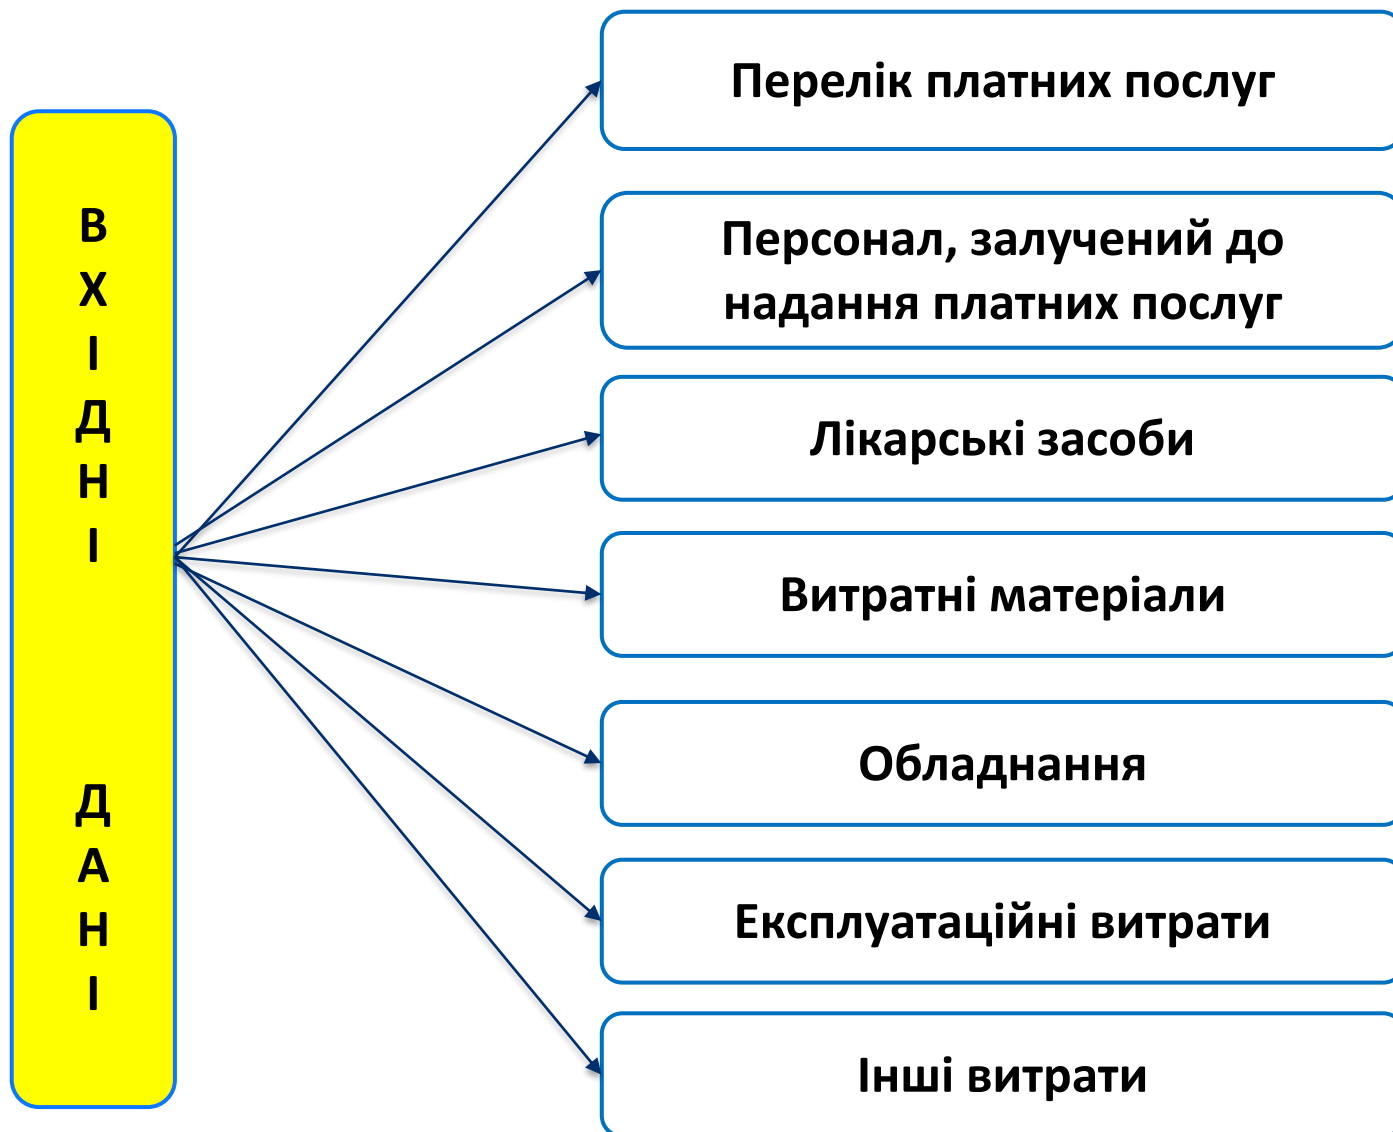 В
Х
І
Д
Н
І
Д
А
Н
І
Перелік платних послуг
Персонал, залучений до
надання платних послуг
Лікарські засоби
Витратні матеріали
Обладнання
Експлуатаційні витрати
Інші витрати